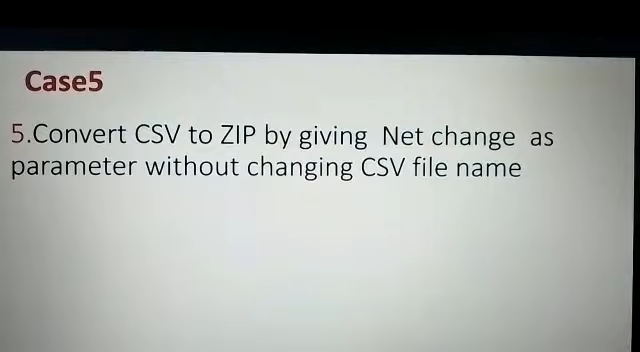 Case5
5.Convert CSV to ZIP by giving Net change as
parameter without changing CSV file name